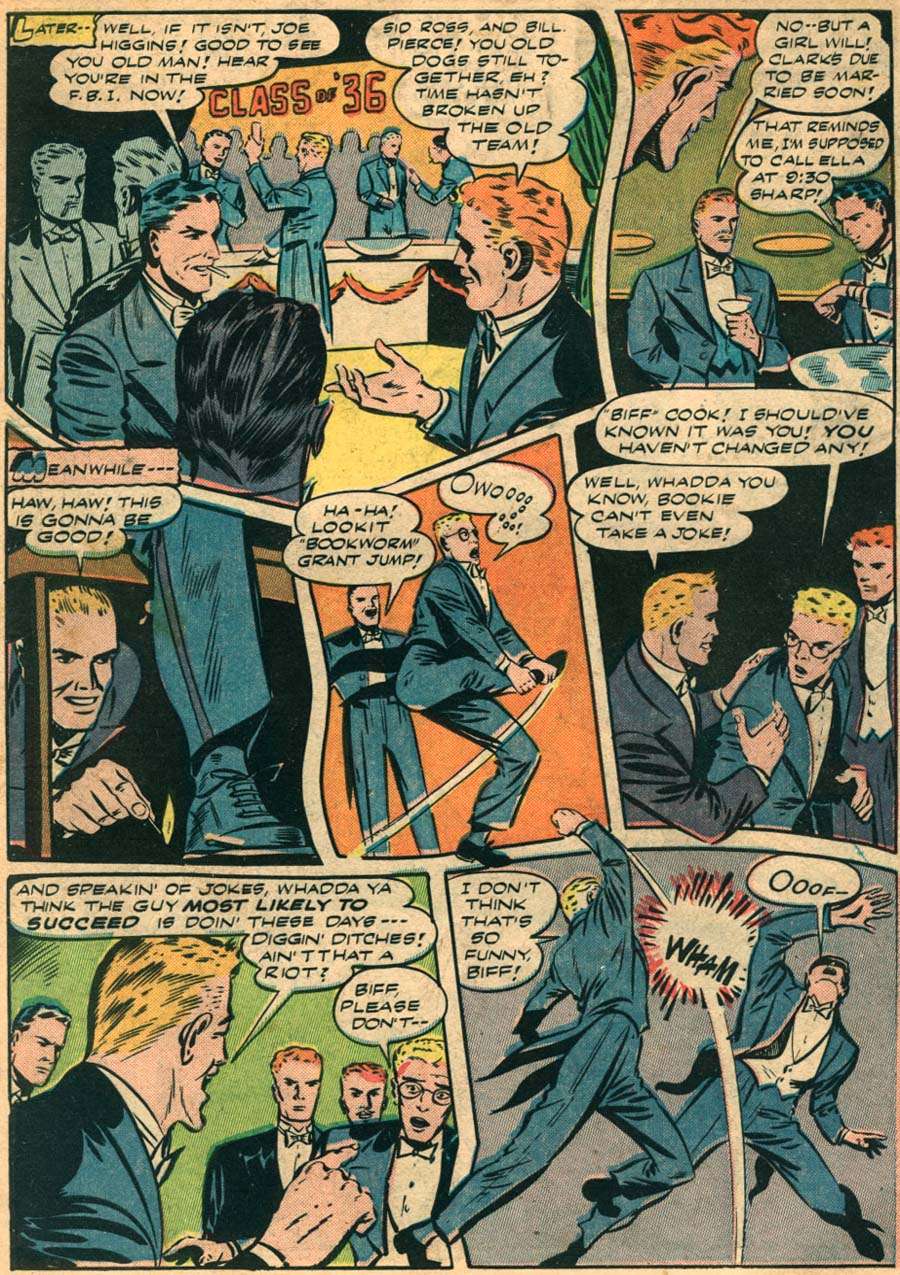 LATER--
WELL, IF IT ISN'T, JOE
HIGGINS! GOOD TO SEE
YOU OLD MAN! HEAR
YOU'RE IN THE
F.B.I. NOW!
CLASS OF '36
SID ROSS, AND BILL
PIERCE! YOU OLD
DOGS STILL TO-
GETHER, EH?
TIME HASN'T
BROKEN UP
THE OLD
TEAM!
NO--BUT A
GIRL WILL!
CLARKS DUE
TO BE MAR-
RIED SOON!
THAT REMINDS
ME, I'M SUPPOSED
TO CALL ELLA
AT 9:30
SHARP!
MEANWHILE---
HAW, HAW! THIS
IS GONNA BE
GOOD!
HA-HA!
LOOKIT
"BOOKWORM"
GRANT JUMP!
OWOOOO
OOO
OO!
"BIFF" COOK! I SHOULD'VE
KNOWN IT WAS YOU! YOU
HAVEN'T CHANGED ANY!
WELL, WHADDA YOU
KNOW, BOOKIE
CAN'T EVEN
TAKE A JOKE!
AND SPEAKIN' OF JOKES, WHADDA YA
THINK THE GUY MOST LIKELY TO
SUCCEED IS DOIN' THESE DAYS---
DIGGIN' DITCHES!
AIN'T THAT A
RIOT?
BIFF,
PLEASE
DON'T--
I DON'T
THINK
THAT'S
SO
FUNNY,
BIFF!
WHAM
OOOF--